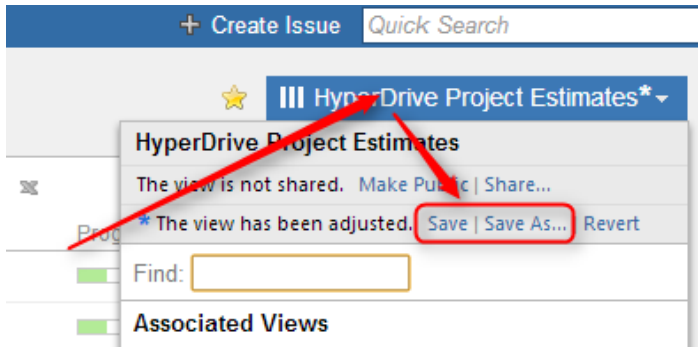 + Create Issue Quick Search
HyperDrive Project Estimates*
HyperDrive Project Estimates
The view is not shared. Make Public | Share...
* The view has been adjusted. Save | Save As... | Revert
Prog
Find:
Associated Views